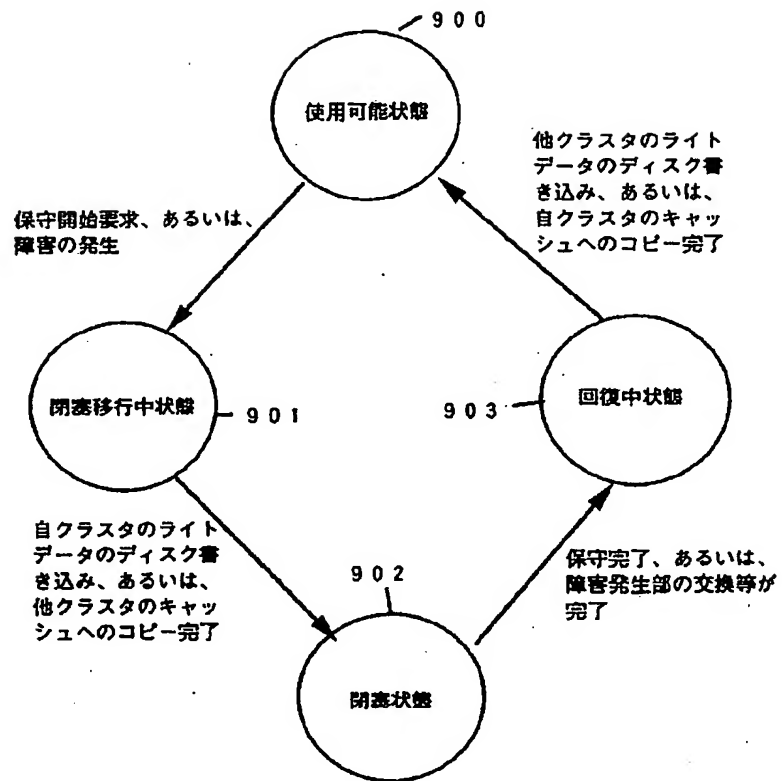 900
使用可能状態
他クラスタのライト
データのディスク書
き込み、あるいは、
自クラスタのキャッ
シュへのコピー完了
保守開始要求、あるいは、
障害の発生
閉塞移行中状態
901
903
回復中状態
自クラスタのライト
データのディスク書
き込み、あるいは、
他クラスタのキャッ
シュへのコピー完了
902
保守完了、あるいは、
障害発生部の交換等が
完了
閉塞状態